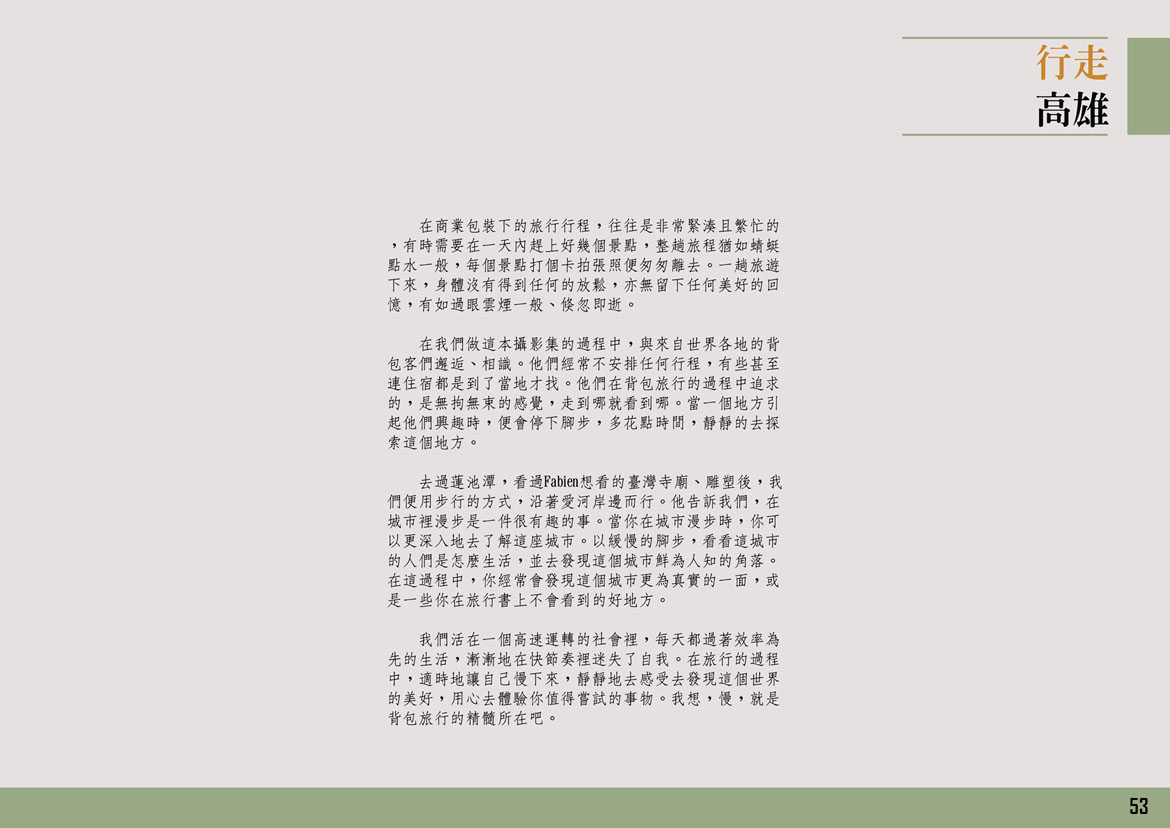 行走
高雄
在商業包裝下的旅行行程，往往是非常緊湊且繁忙的
，有時需要在一天內趕上好幾個景點，整趟旅程猶如蜻蜓
點水一般，每個景點打個卡拍張照便匆匆離去。一趟旅遊
下來，身體沒有得到任何的放鬆，亦無留下任何美好的回
憶，有如過眼雲煙一般、倏忽即逝。
在我們做這本攝影集的過程中，與來自世界各地的背
包客們邂逅、相識。他們經常不安排任何行程，有些甚至
連住宿都是到了當地才找。他們在背包旅行的過程中追求
的，是無拘無束的感覺，走到哪就看到哪。當一個地方引
起他們興趣時，便會停下腳步，多花點時間，靜靜的去探
索這個地方。
去過蓮池潭，看過Fabien想看的臺灣寺廟、雕塑後，我
們便用步行的方式，沿著愛河岸邊而行。他告訴我們，在
城市裡漫步是一件很有趣的事。當你在城市漫步時，你可
以更深入地去了解這座城市。以緩慢的腳步，看看這城市
的人們是怎麼生活，並去發現這個城市鮮為人知的角落。
在這過程中，你經常會發現這個城市更為真實的一面，或
是一些你在旅行書上不會看到的好地方。
我們活在一個高速運轉的社會裡，每天都過著效率為
先的生活，漸漸地在快節奏裡迷失了自我。在旅行的過程
中，適時地讓自己慢下來，靜靜地去感受去發現這個世界
的美好，用心去體驗你值得嘗試的事物。我想，慢，就是
背包旅行的精髓所在吧。
53